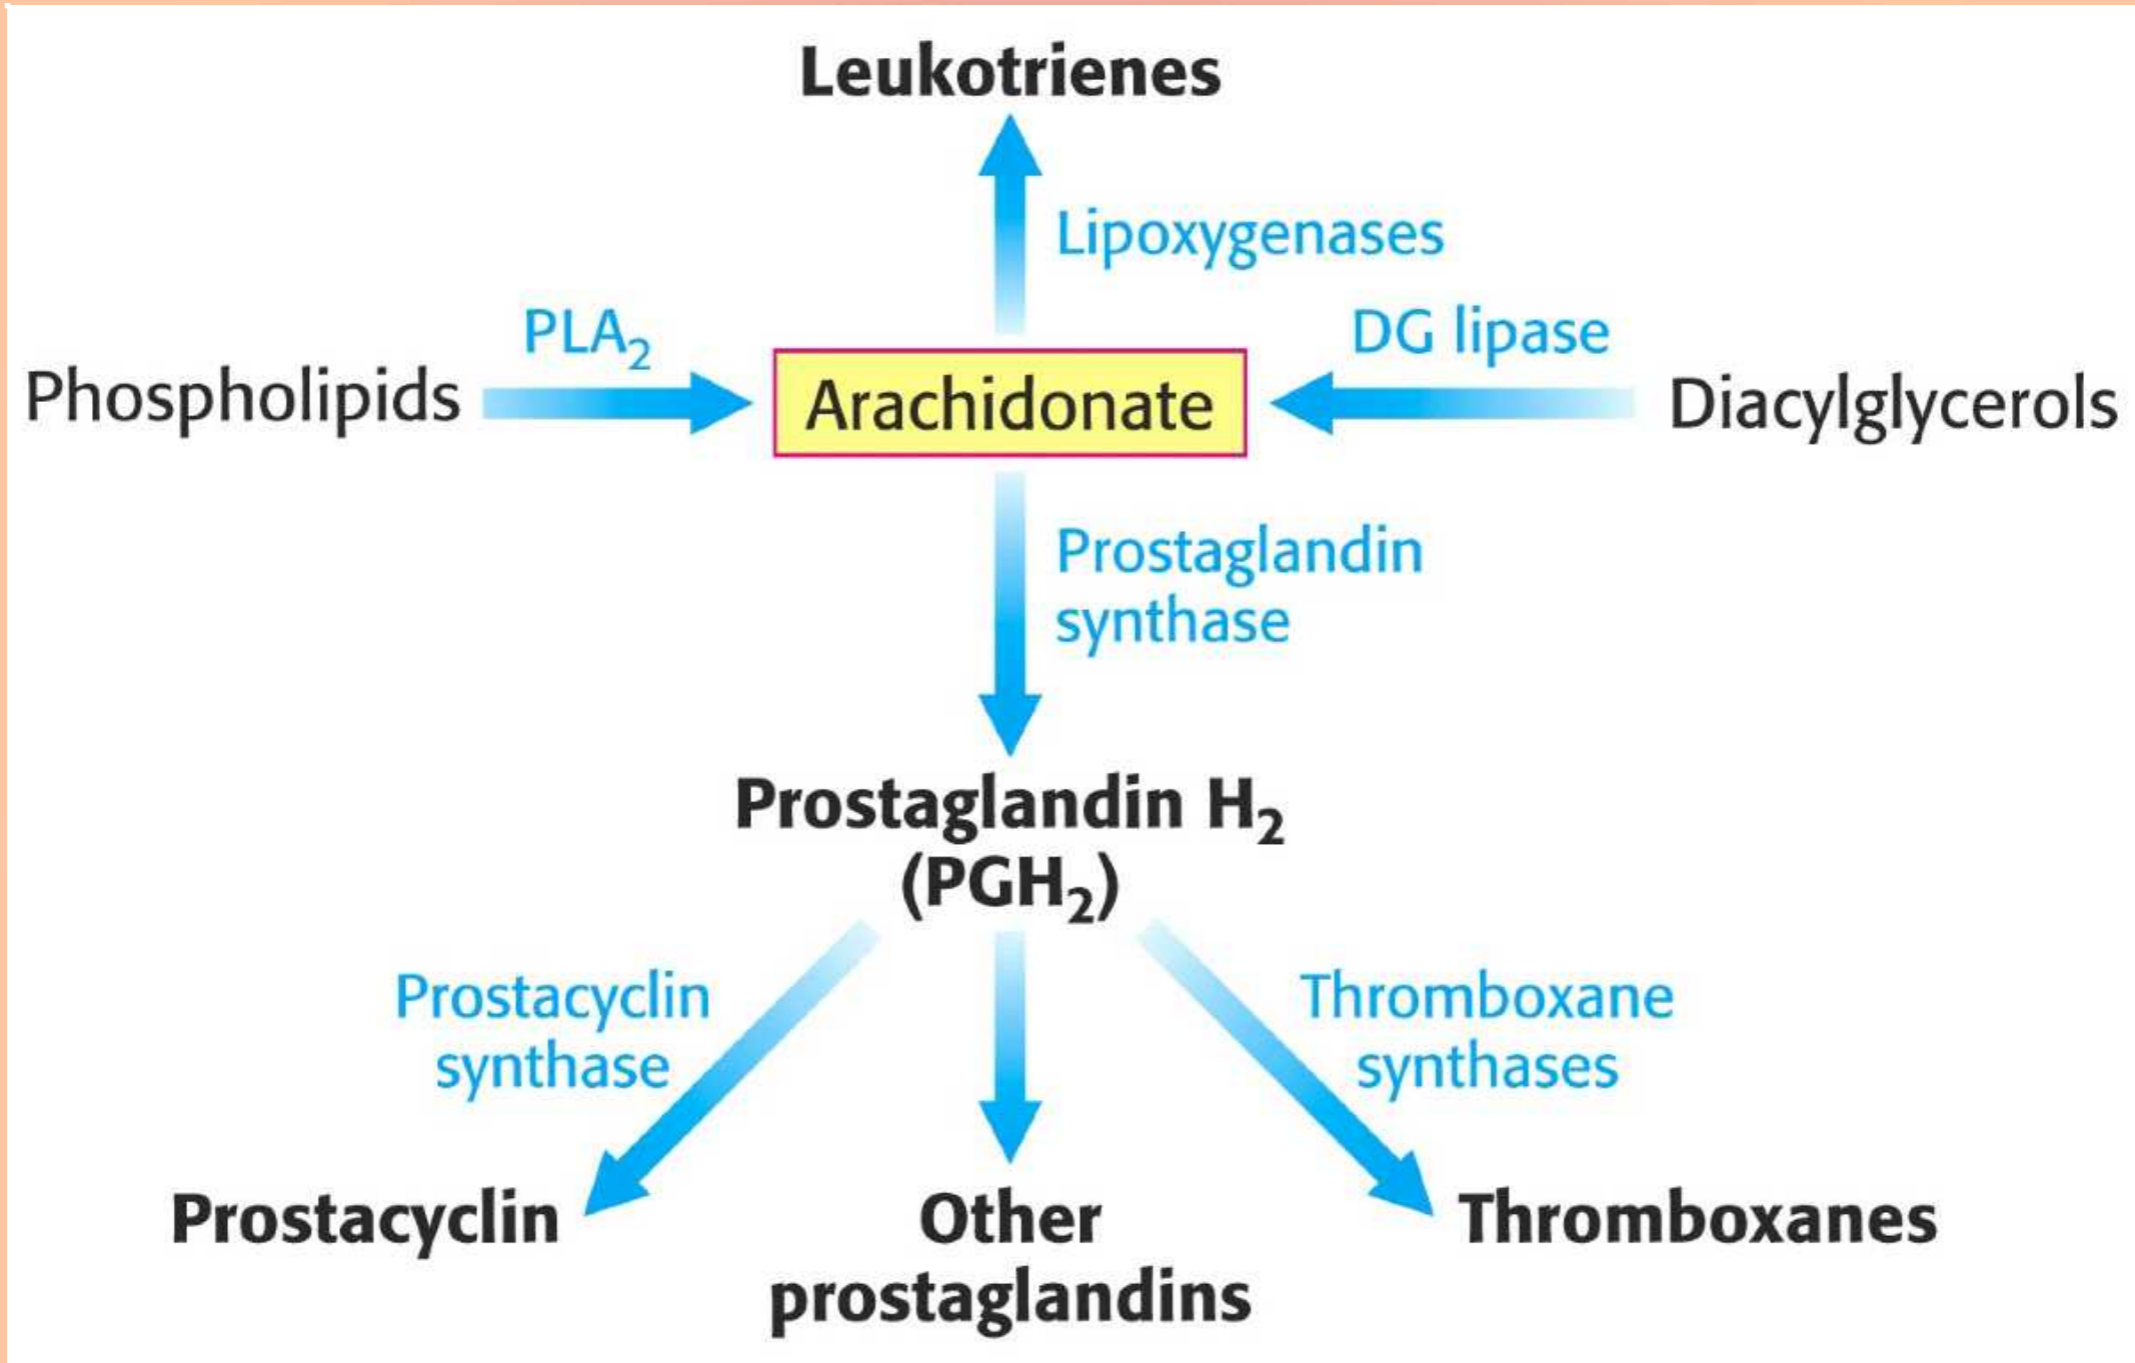 Leukotrienes
Lipoxygenases
PLA₂
DG lipase
Phospholipids
Arachidonate
Diacylglycerols
Prostaglandin
synthase
Prostaglandin H₂
(PGH₂)
Prostacyclin
synthase
Thromboxane
synthases
Prostacyclin
Other
prostaglandins
Thromboxanes